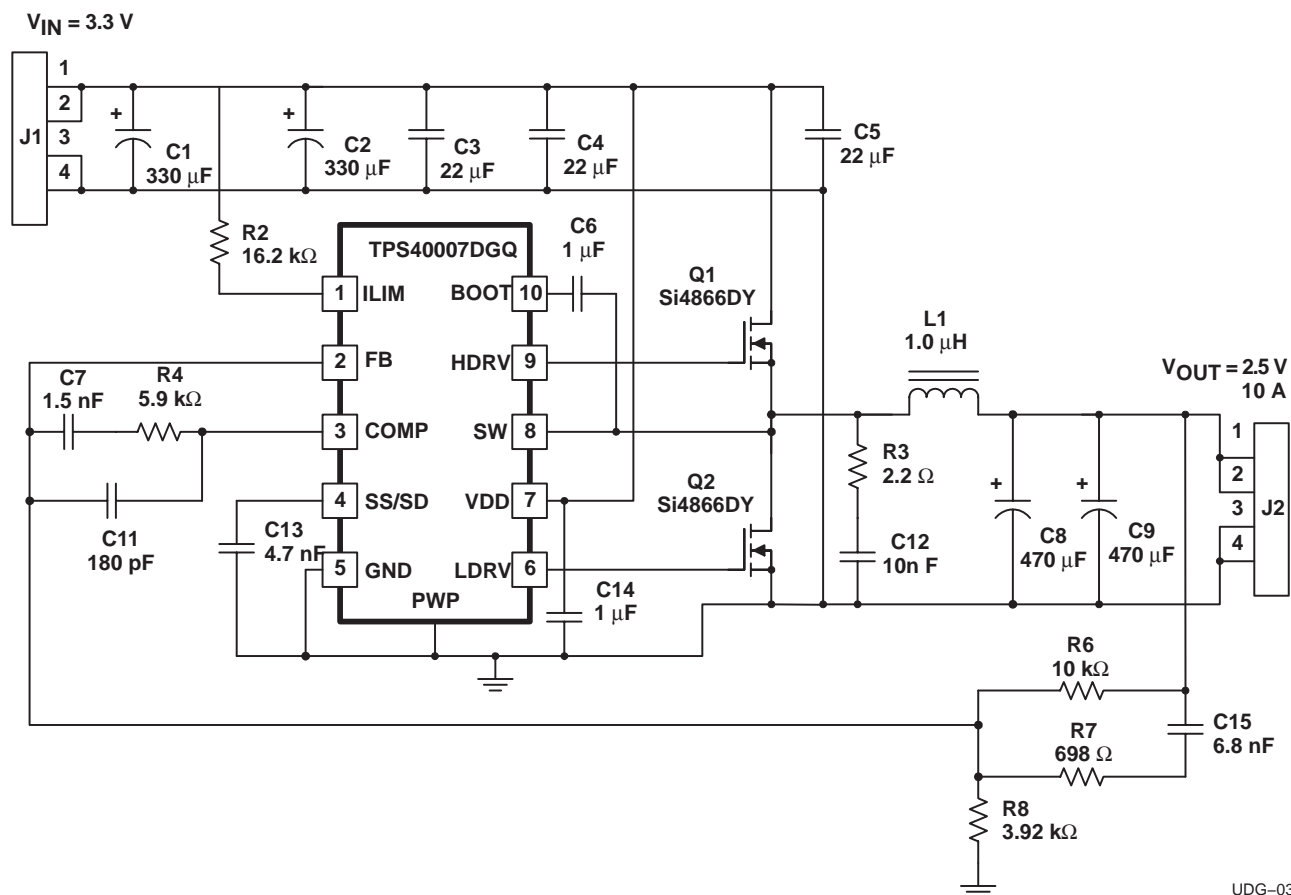 VIN = 3.3 V
1
2
3
4
J1
C1
330 μF
C2
330 μF
C3
22 μF
C4
22 μF
C5
22 μF
R2
16.2 kΩ
TPS40007DGQ
C6
1 μF
Q1
Si4866DY
1 ILIM
BOOT 10
2 FB
HDRV 9
3 COMP
SW 8
4 SS/SD
VDD 7
5 GND
LDRV 6
PWP
L1
1.0 μH
VOUT = 2.5 V
10 A
C7
1.5 nF
R4
5.9 kΩ
C11
180 pF
C13
4.7 nF
C14
1 μF
Q2
Si4866DY
R3
2.2 Ω
C12
10n F
C8
470 μF
C9
470 μF
1
2
3
4
J2
R6
10 kΩ
R7
698 Ω
C15
6.8 nF
R8
3.92 kΩ
UDG–03